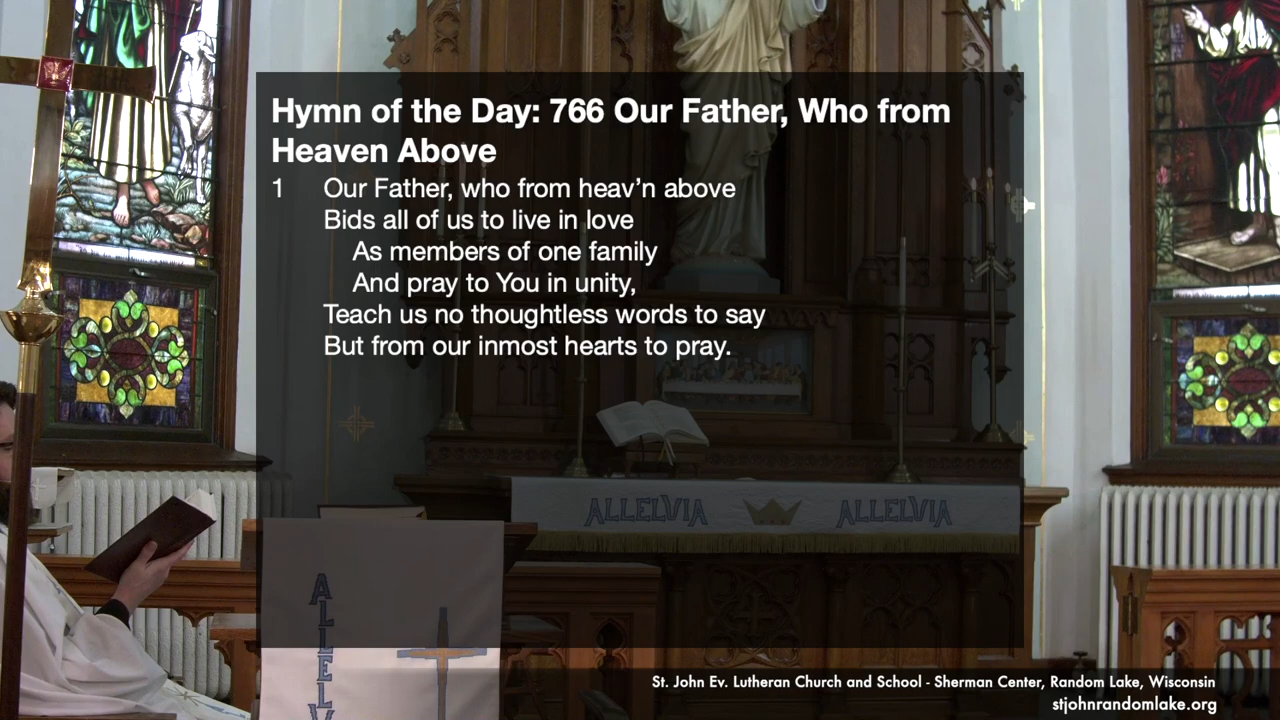 Hymn of the Day: 766 Our Father, Who from
Heaven Above
1 Our Father, who from heav’n above
Bids all of us to live in love
As members of one family
And pray to You in unity,
Teach us no thoughtless words to say
But from our inmost hearts to pray.
ALLELVIA ALLELVIA
ALLELV
St. John Ev. Lutheran Church and School - Sherman Center, Random Lake, Wisconsin
stjohnrandomlake.org